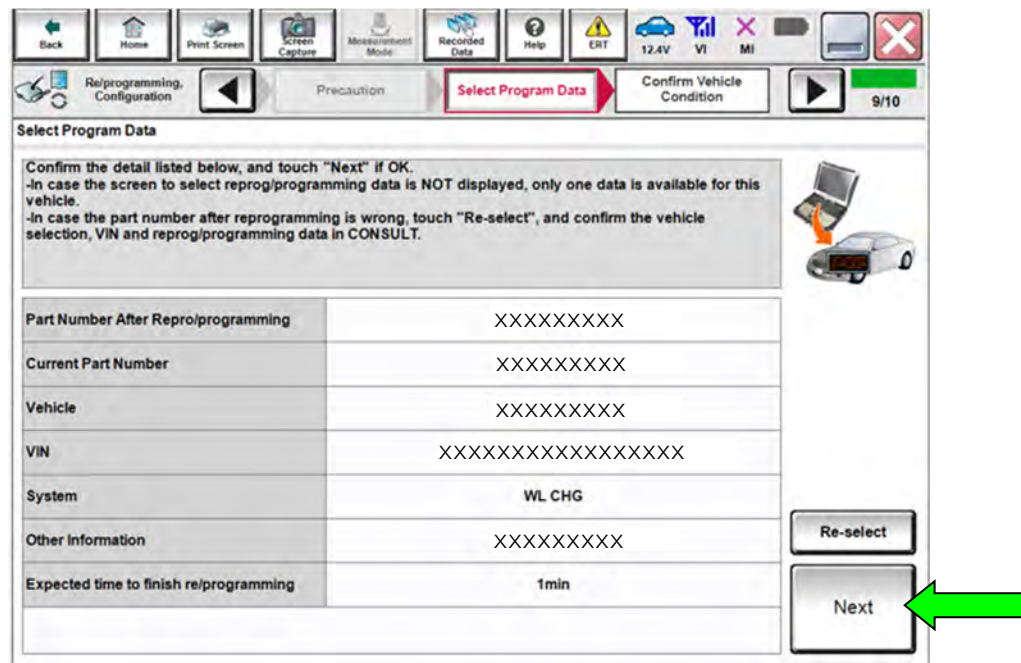 Back
Home
Print Screen
Screen
Capture
Measurement
Mode
Recorded
Data
Help
ERT
12.4V
VI
MI
Re/programming,
Configuration
Precaution
Select Program Data
Confirm Vehicle
Condition
9/10
Select Program Data
Confirm the detail listed below, and touch "Next" if OK.
-In case the screen to select reprog/programming data is NOT displayed, only one data is available for this
vehicle.
-In case the part number after reprogramming is wrong, touch "Re-select", and confirm the vehicle
selection, VIN and reprog/programming data in CONSULT.
Part Number After Repro/programming
XXXXXXXXX
Current Part Number
XXXXXXXXX
Vehicle
XXXXXXXXX
VIN
XXXXXXXXXXXXXXXXX
System
WL CHG
Other Information
XXXXXXXXX
Expected time to finish re/programming
1min
Re-select
Next